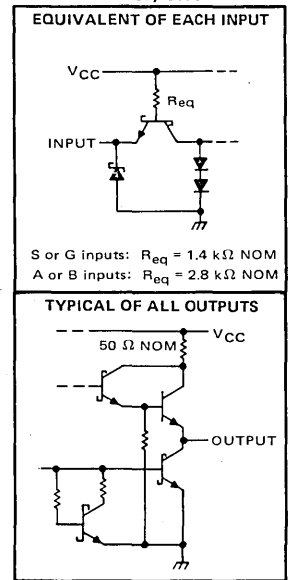 EQUIVALENT OF EACH INPUT
VCC
Req
INPUT
S or G inputs: Req = 1.4 kΩ NOM
A or B inputs: Req = 2.8 kΩ NOM
TYPICAL OF ALL OUTPUTS
VCC
50 Ω NOM
OUTPUT